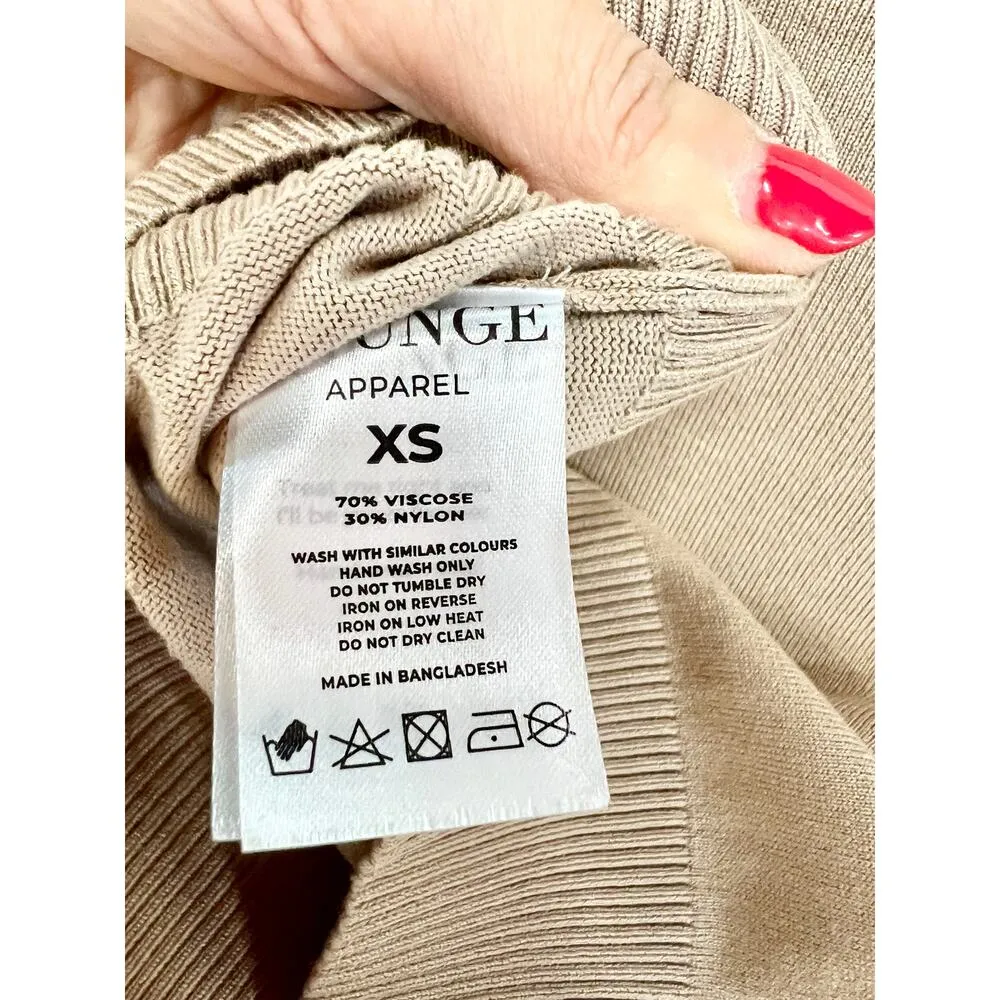 UNGE
APPAREL
XS
70% VISCOSE
30% NYLON
WASH WITH SIMILAR COLOURS
HAND WASH ONLY
DO NOT TUMBLE DRY
IRON ON REVERSE
IRON ON LOW HEAT
DO NOT DRY CLEAN
MADE IN BANGLADESH